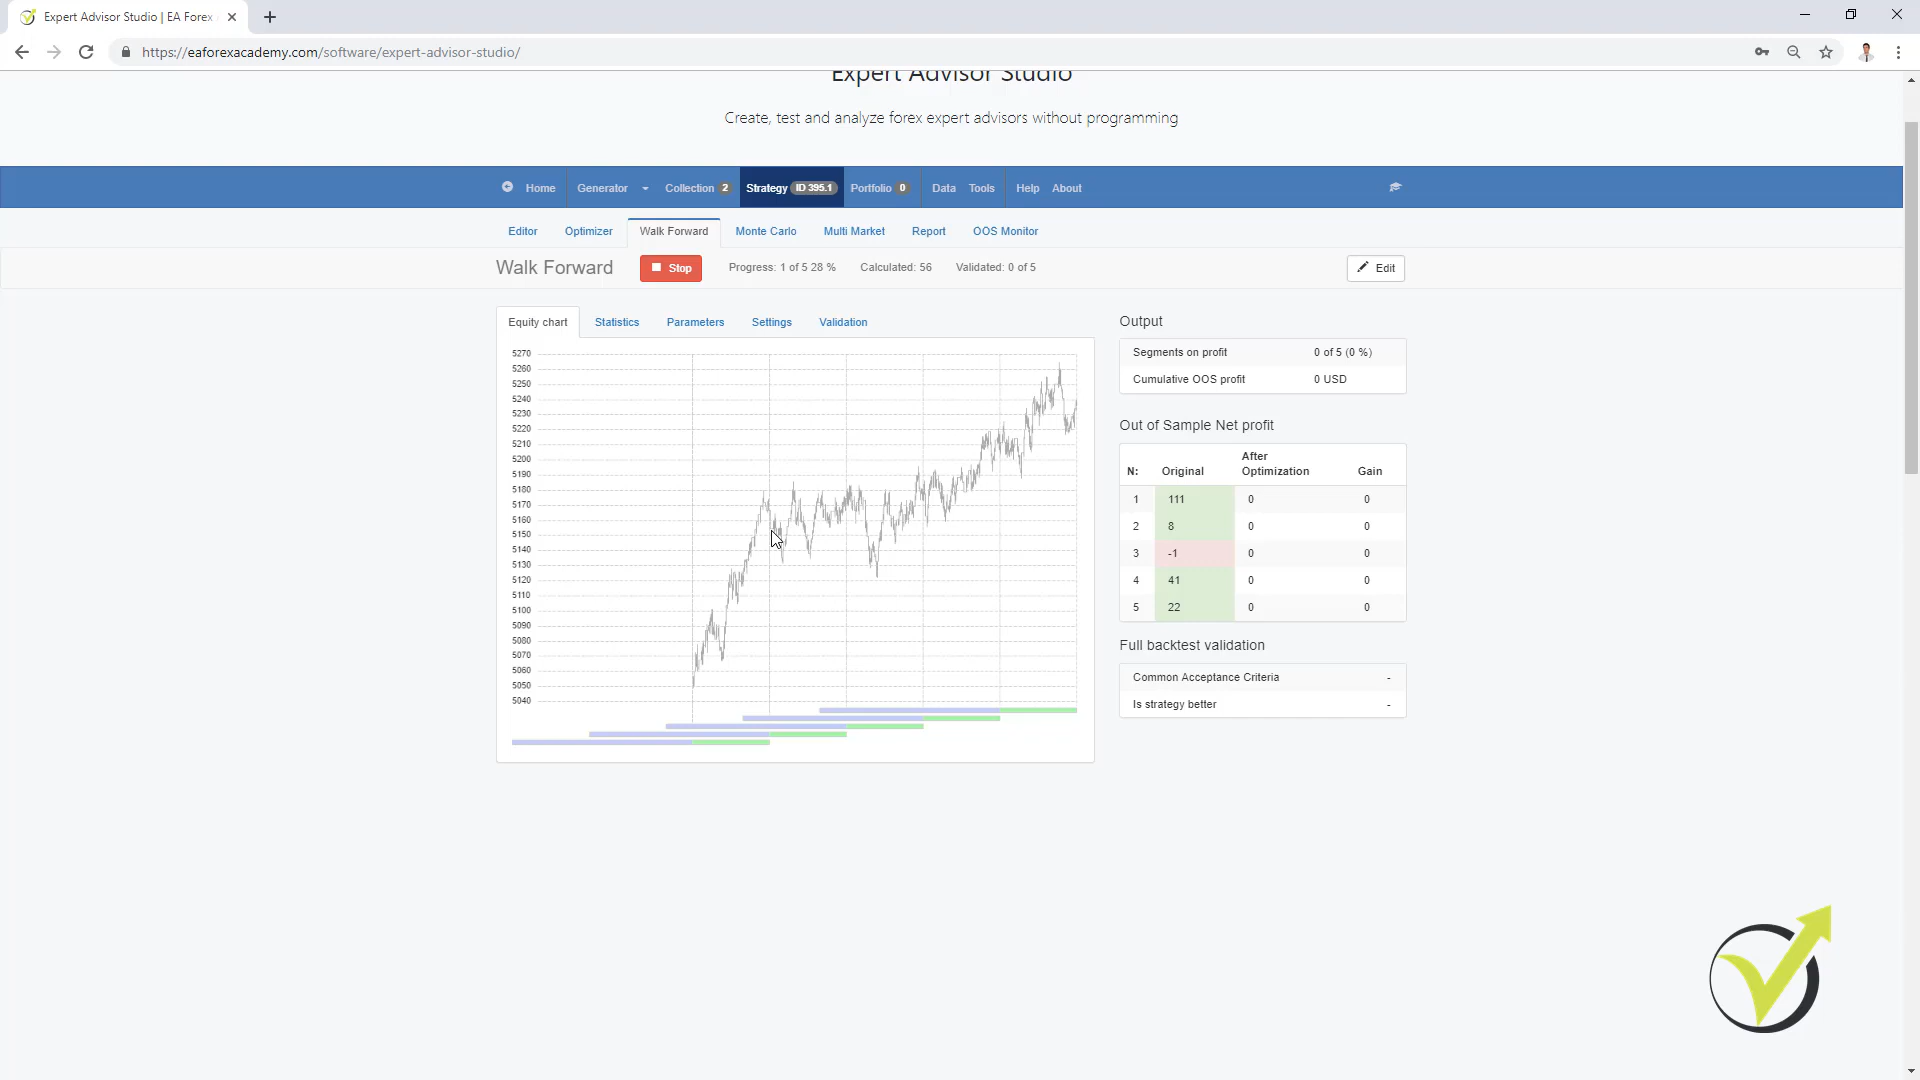 Expert Advisor Studio | EA Forex
https://eaforexacademy.com/software/expert-advisor-studio/
Expert Advisor Studio
Create, test and analyze forex expert advisors without programming
Home Generator Collection 2 Strategy ID 395.1 Portfolio 0 Data Tools Help About
Editor Optimizer Walk Forward Monte Carlo Multi Market Report OOS Monitor
Walk Forward Stop Progress: 1 of 5 28 % Calculated: 56 Validated: 0 of 5 Edit
Equity chart Statistics Parameters Settings Validation
5270
5260
5250
5240
5230
5220
5210
5200
5190
5180
5170
5160
5150
5140
5130
5120
5110
5100
5090
5080
5070
5060
5050
5040
Output
Segments on profit 0 of 5 (0 %)
Cumulative OOS profit 0 USD
Out of Sample Net profit
N: Original After Optimization Gain
1 111 0 0
2 8 0 0
3 -1 0 0
4 41 0 0
5 22 0 0
Full backtest validation
Common Acceptance Criteria -
Is strategy better -